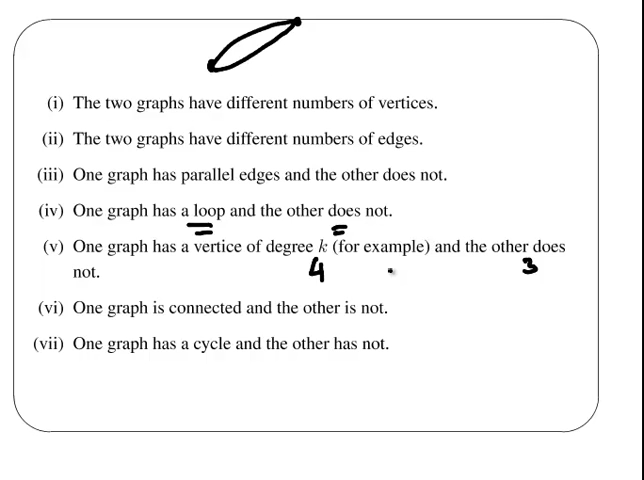 (i) The two graphs have different numbers of vertices.
(ii) The two graphs have different numbers of edges.
(iii) One graph has parallel edges and the other does not.
(iv) One graph has a loop and the other does not.
(v) One graph has a vertice of degree k (for example) and the other does
not.
4 3
(vi) One graph is connected and the other is not.
(vii) One graph has a cycle and the other has not.